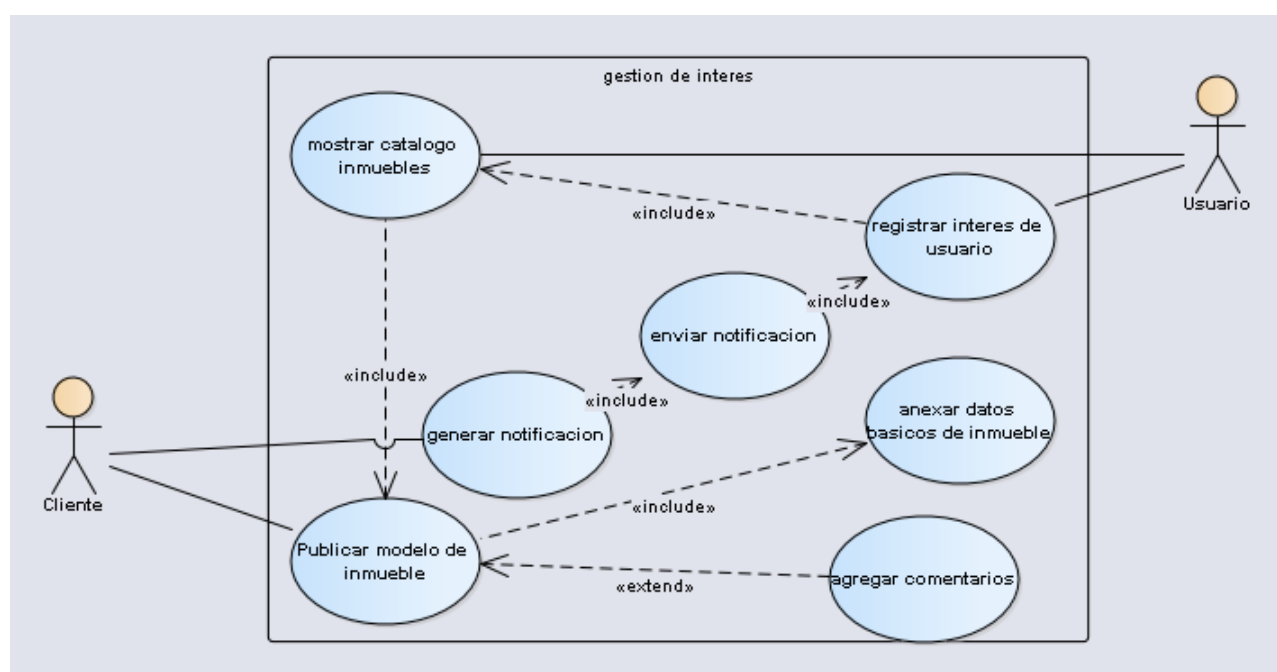 gestion de interes
mostrar catalogo
inmuebles
Usuario
«include»
registrar interes de
usuario
«include»
enviar notificacion
«include»
«include»
anexar datos
basicos de inmueble
generar notificacion
Cliente
«include»
Publicar modelo de
inmueble
agregar comentarios
«extend»